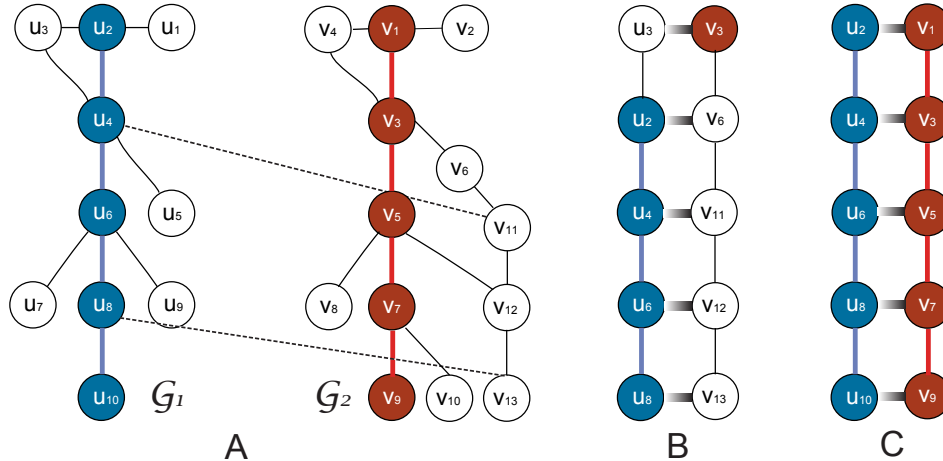 u3 u2 u1 v4 v1 v2 u3 v3 u2 v1
u4 v3 u2 v6 u4 v3
v6
u6 u5 v5 v11 u4 v11 u6 v5
u7 u8 u9 v8 v7 v12 u6 v12 u8 v7
u10 G1 G2 v9 v10 v13 u8 v13 u10 v9
A B C